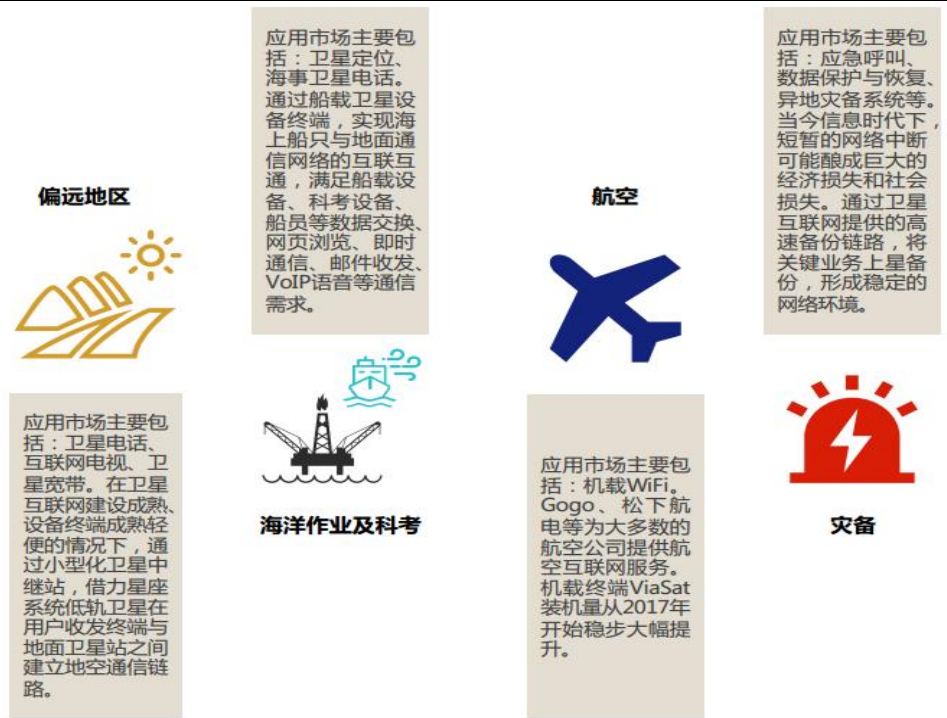 偏远地区
应用市场主要包
括：卫星电话、
互联网电视、卫
星宽带。在卫星
互联网建设成熟、
设备终端成熟轻
便的情况下，通
过小型化卫星中
继站，借力星座
系统低轨卫星在
用户收发终端与
地面卫星站之间
建立地空通信链
路。
应用市场主要包
括：卫星定位、
海事卫星电话。
通过船载卫星设
备终端，实现海
上船只与地面通
信网络的互联互
通，满足船载设
备、科考设备、
船员等数据交换、
网页浏览、即时
通信、邮件收发、
VoIP语音等通信
需求。
海洋作业及科考
航空
应用市场主要包
括：机载WiFi。
Gogo、松下航
电等为大多数的
航空公司提供航
空互联网服务。
机载终端ViaSat
装机量从2017年
开始稳步大幅提
升。
应用市场主要包
括：应急呼叫、
数据保护与恢复、
异地灾备系统等。
当今信息时代下，
短暂的网络中断
可能酿成巨大的
经济损失和社会
损失。通过卫星
互联网提供的高
速备份链路，将
关键业务上星备
份，形成稳定的
网络环境。
灾备